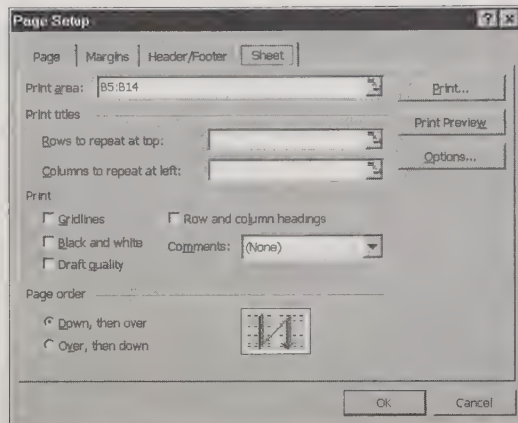 Page Setup
Page Margins Header/Footer Sheet
Print area: B5:B14 Print...
Print titles Print Preview
Rows to repeat at top:
Columns to repeat at left: Options...
Print
Gridlines Row and column headings
Black and white Comments: (None)
Draft quality
Page order
Down, then over
Over, then down
OK Cancel